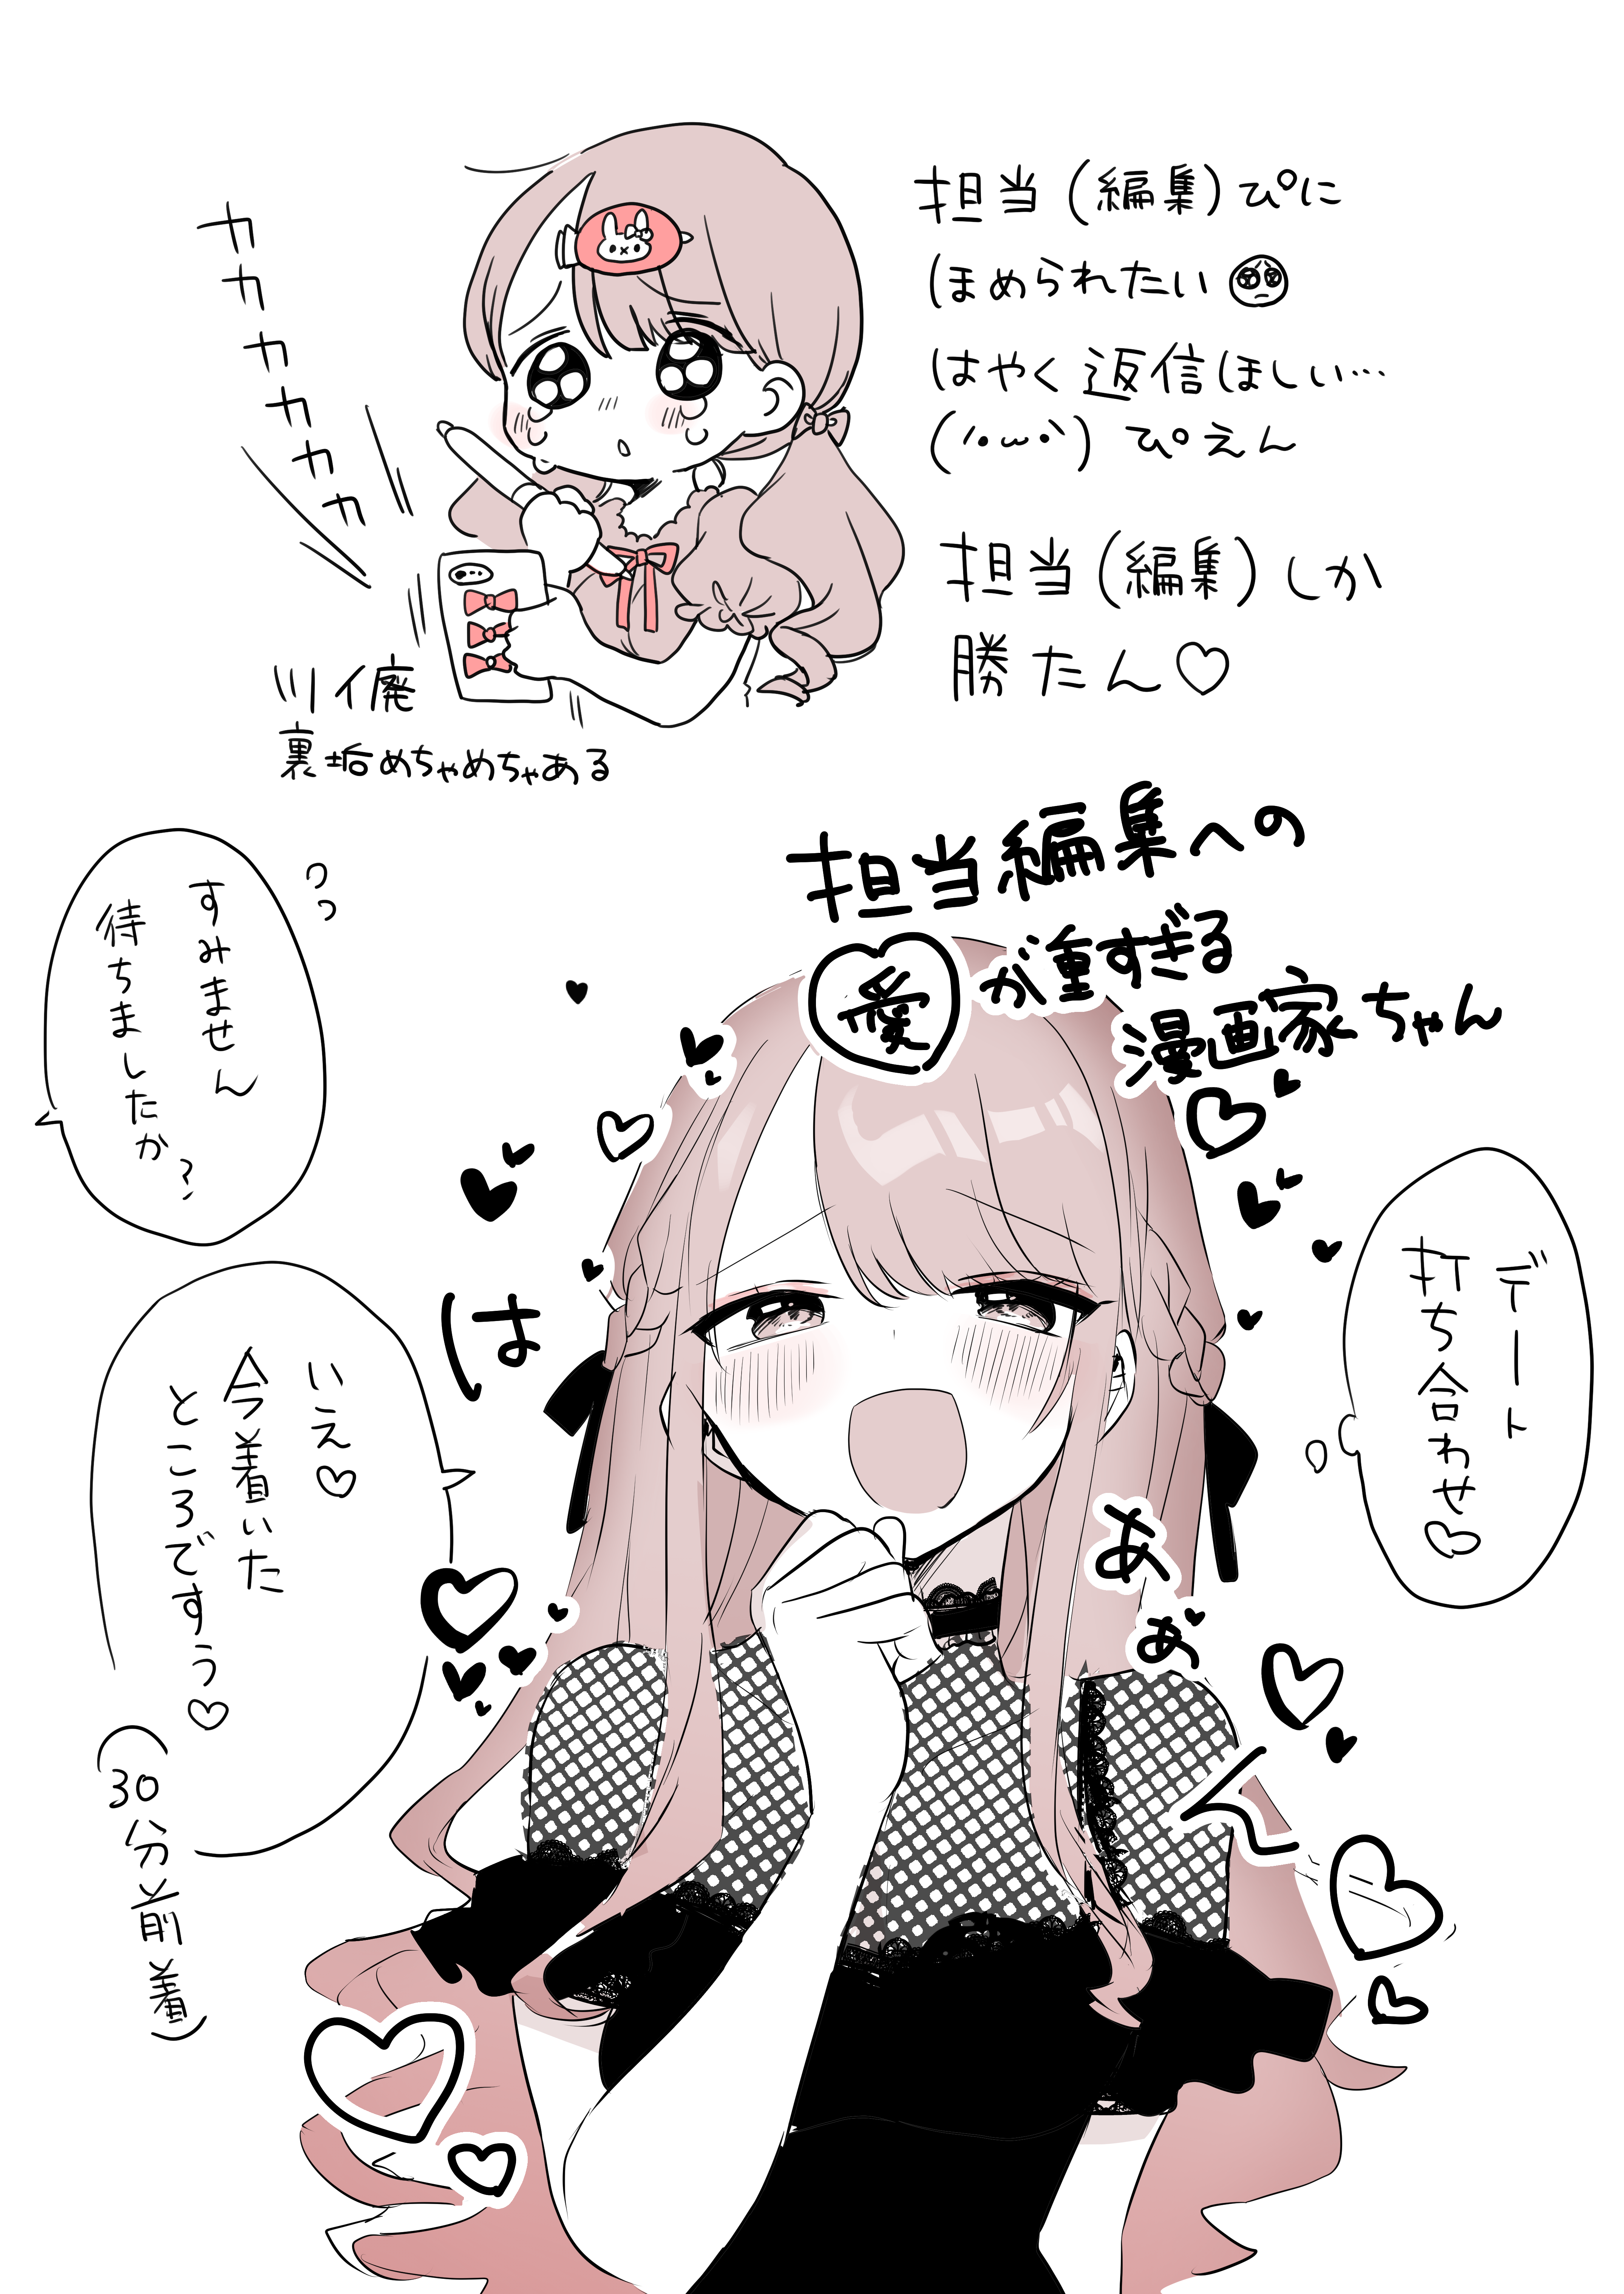 担当(編集)ぴに
ほめられたい🥺
はやく返信ほしい…
(´•ω•`)ぴえん
担当(編集)しか
勝たん♡
カカカカカカ
ツイ廃
裏垢めちゃめちゃある
担当編集への
愛が重すぎる
漫画家ちゃん
すみません
待ちましたか?
デート
打ち合わせ♡
は
あ
ぁ
いえ♡
今着いた
ところですぅ♡
(30分前着)